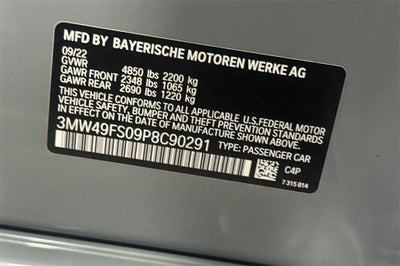 MFD BY BAYERISCHE MOTOREN WERKE AG
09/22
GVWR 4850 lbs 2200 kg
GAWR FRONT 2348 lbs 1065 kg
GAWR REAR 2690 lbs 1220 kg
THIS VEHICLE CONFORMS TO ALL APPLICABLE U.S.FEDERAL MOTOR
VEHICLE SAFETY, BUMPER, AND THEFT PREVENTION STANDARDS
IN EFFECT ON THE DATE OF MANUFACTURE SHOWN ABOVE.
3MW49FS09P8C90291 TYPE: PASSENGER CAR
C4P
7 315 814